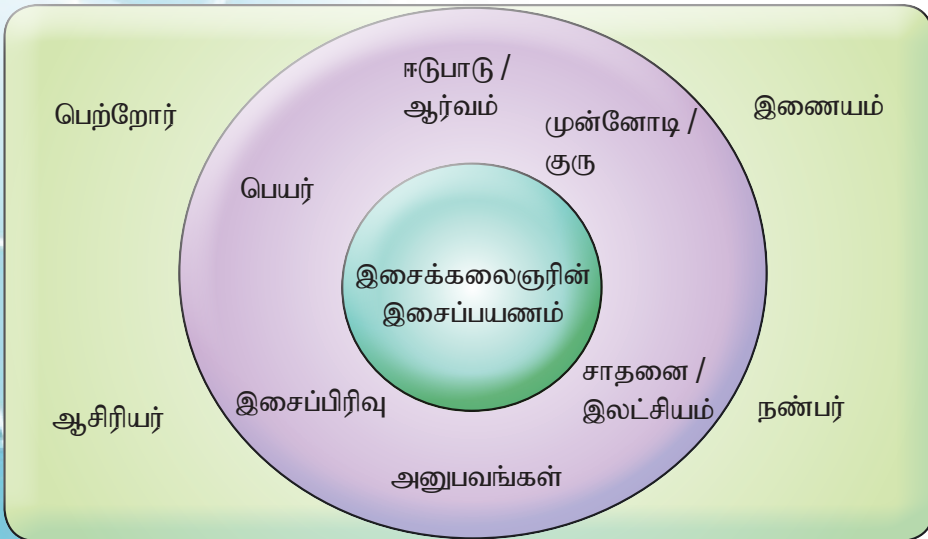 ஈடுபாடு /
ஆர்வம்
பெற்றோர்
இணையம்
முன்னோடி /
குரு
பெயர்
இசைக்கலைஞரின்
இசைப்பயணம்
சாதனை /
இலட்சியம்
இசைப்பிரிவு
ஆசிரியர்
நண்பர்
அனுபவங்கள்